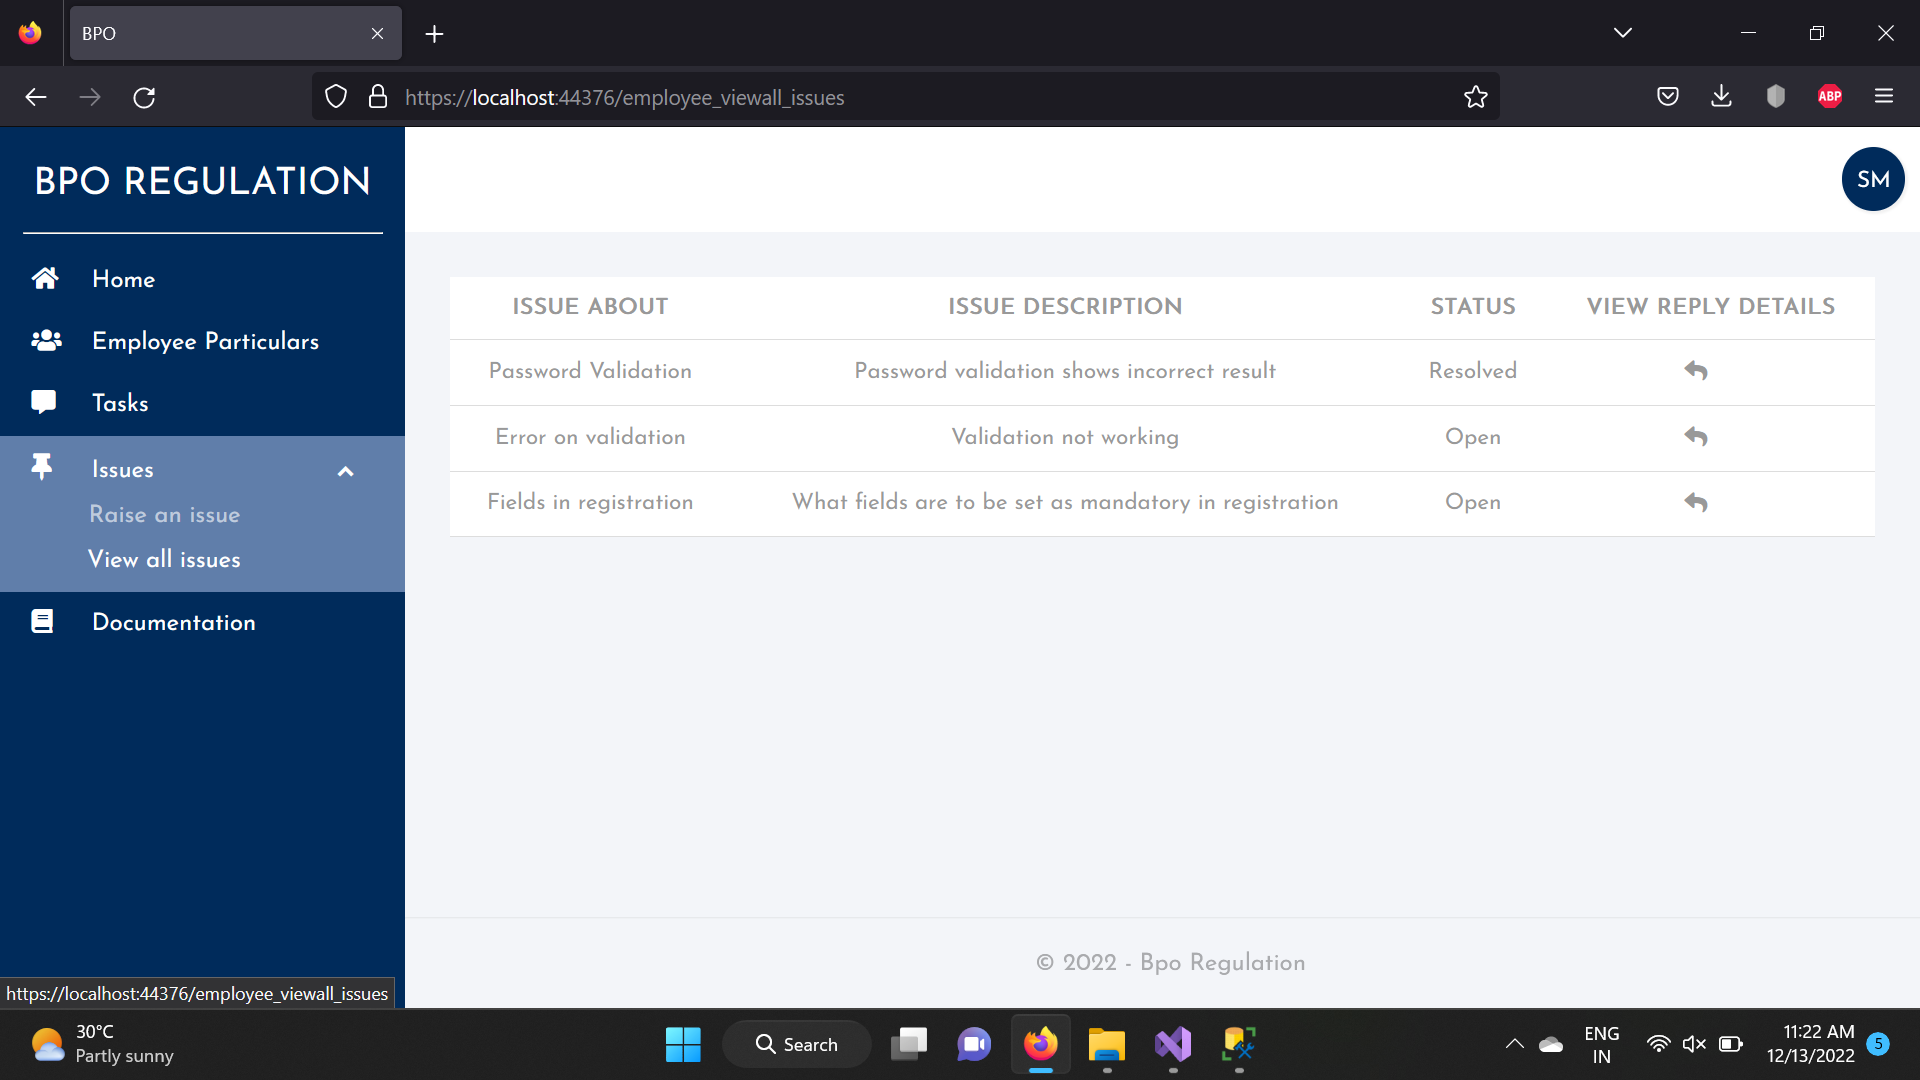 BPO
https://localhost:44376/employee_viewall_issues
ABP
BPO REGULATION
SM
Home
Employee Particulars
Tasks
Issues
Raise an issue
View all issues
Documentation
ISSUE ABOUT ISSUE DESCRIPTION STATUS VIEW REPLY DETAILS
Password Validation Password validation shows incorrect result Resolved
Error on validation Validation not working Open
Fields in registration What fields are to be set as mandatory in registration Open
© 2022 - Bpo Regulation
https://localhost:44376/employee_viewall_issues
30°C
Partly sunny
Search
ENG
IN
11:22 AM
12/13/2022
5